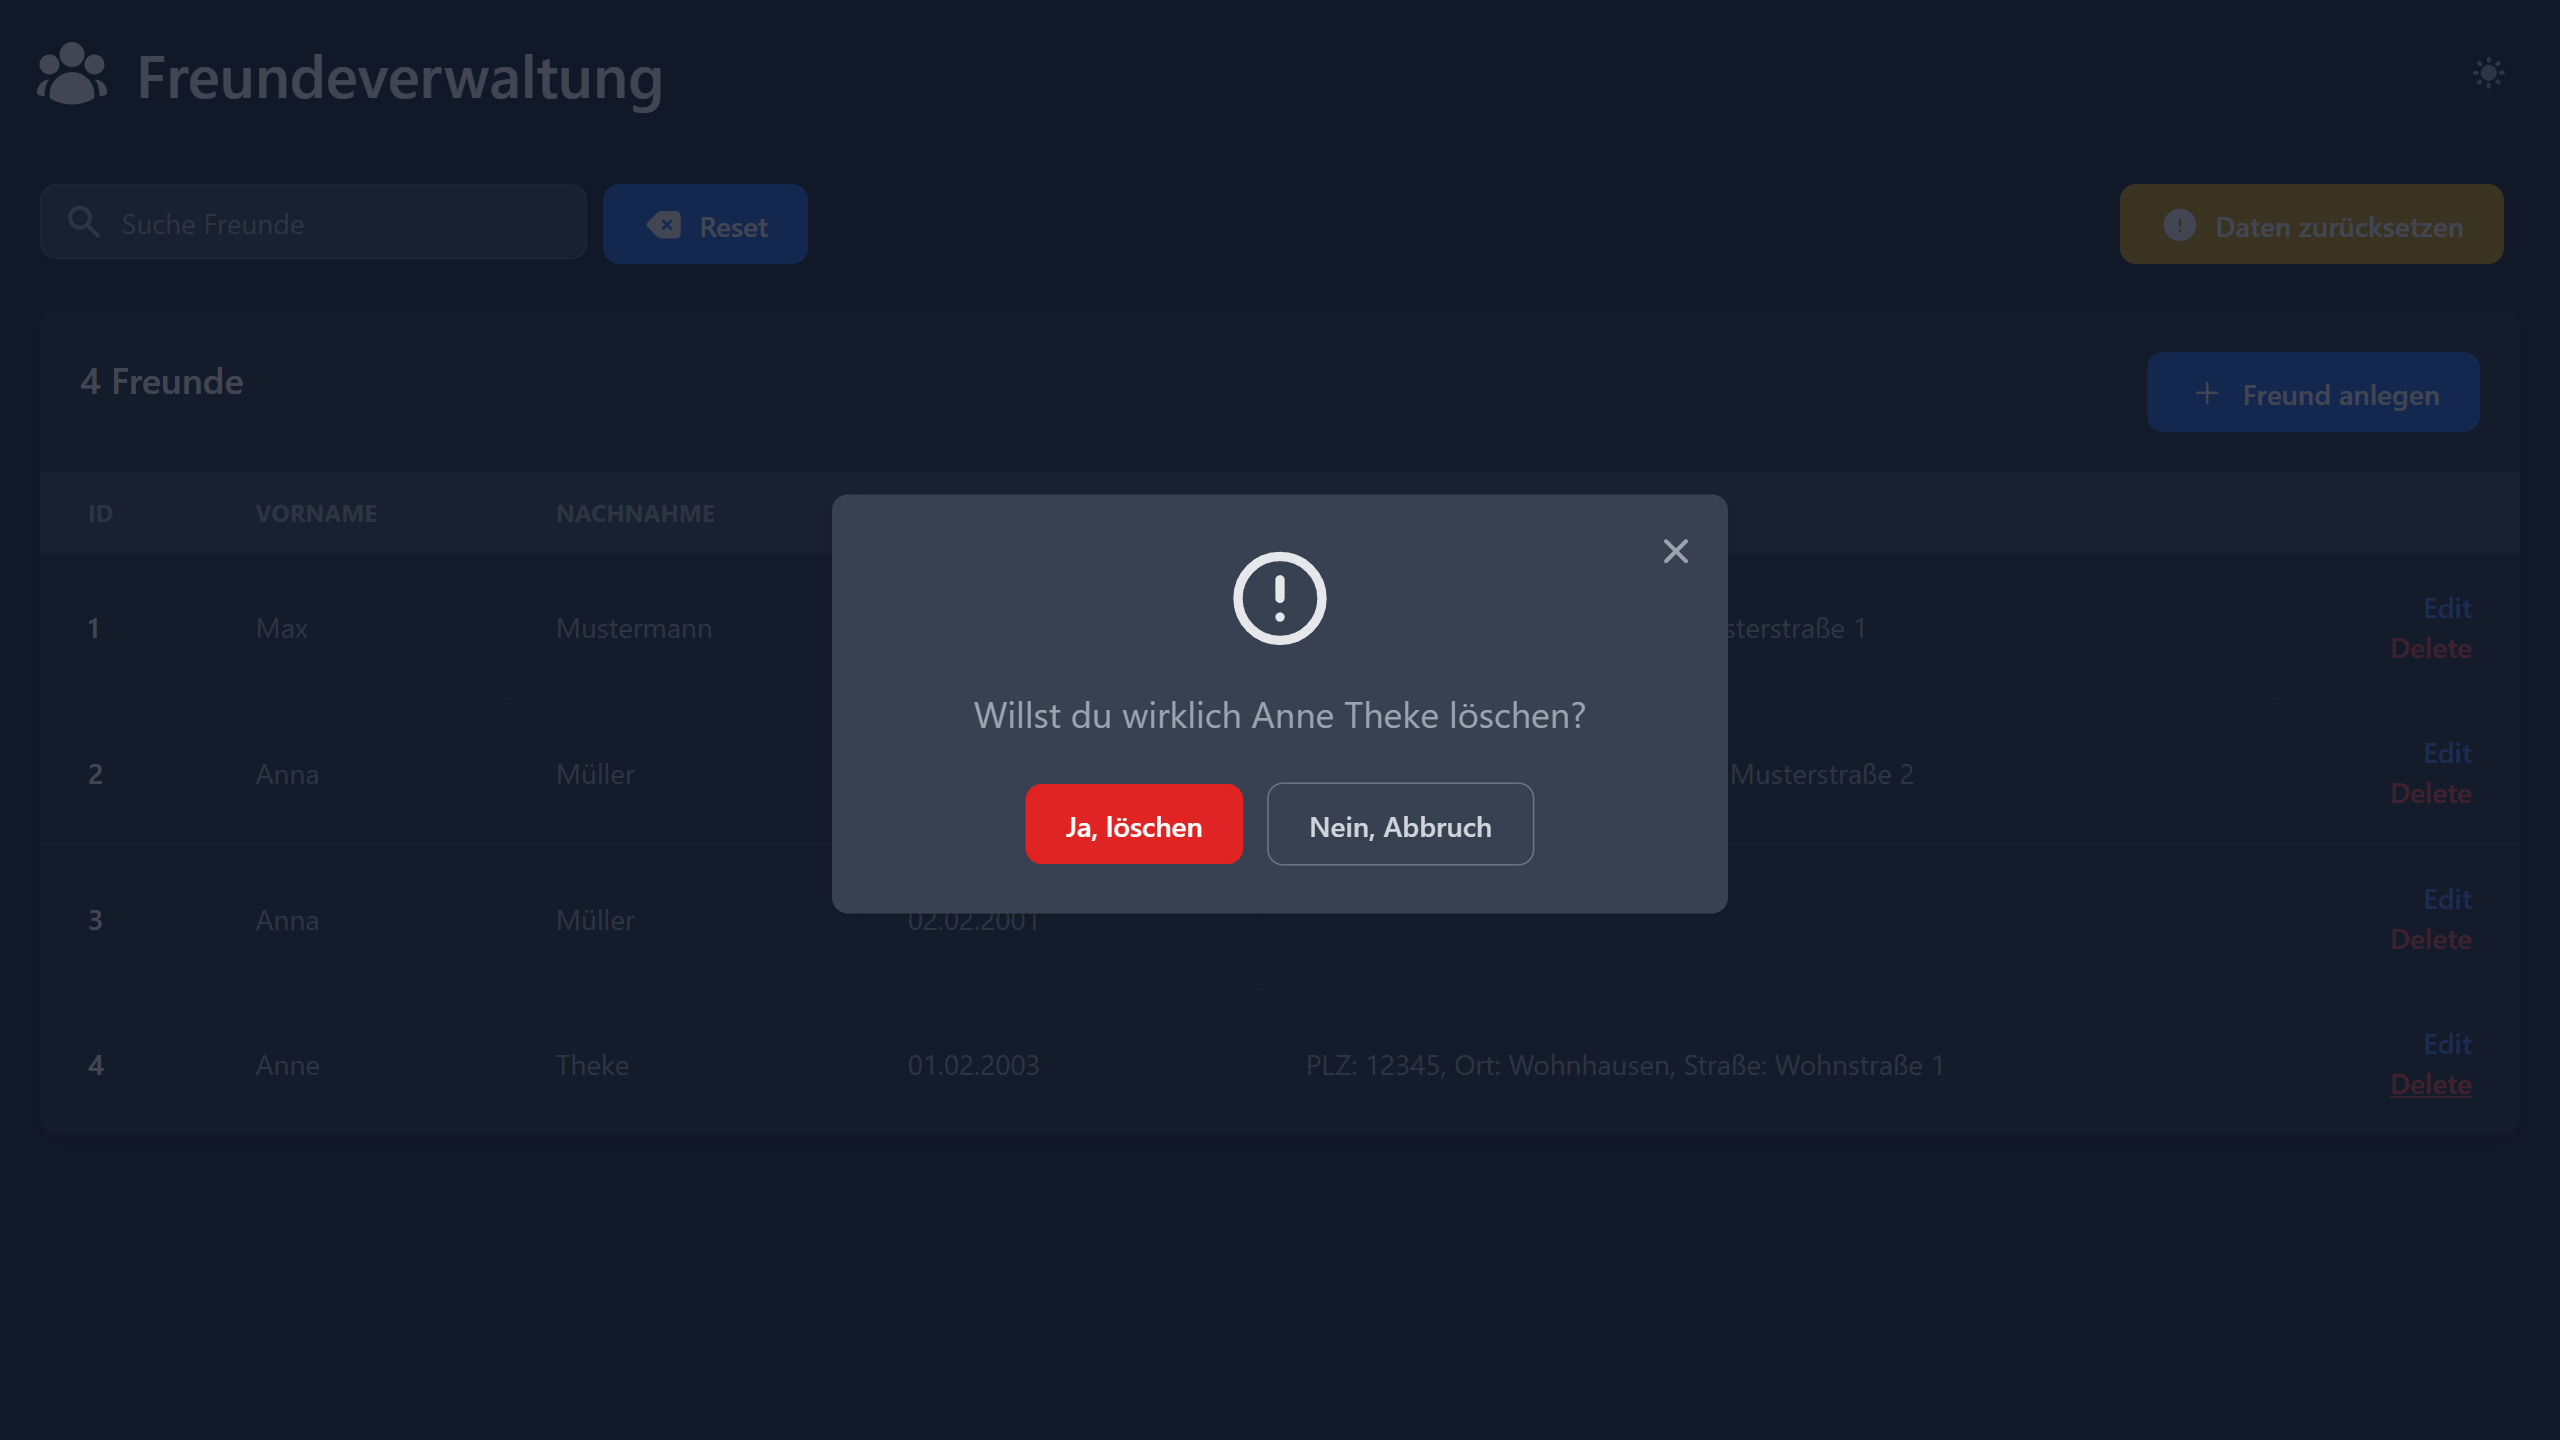 Freundeverwaltung
Suche Freunde
Reset
Daten zurücksetzen
4 Freunde
Freund anlegen
ID VORNAME NACHNAHME
1 Max Mustermann sterstraße 1 Edit
Delete
2 Anna Müller Musterstraße 2 Edit
Delete
Willst du wirklich Anne Theke löschen?
Ja, löschen
Nein, Abbruch
3 Anna Müller 02.02.2001 Edit
Delete
4 Anne Theke 01.02.2003 PLZ: 12345, Ort: Wohnhausen, Straße: Wohnstraße 1 Edit
Delete